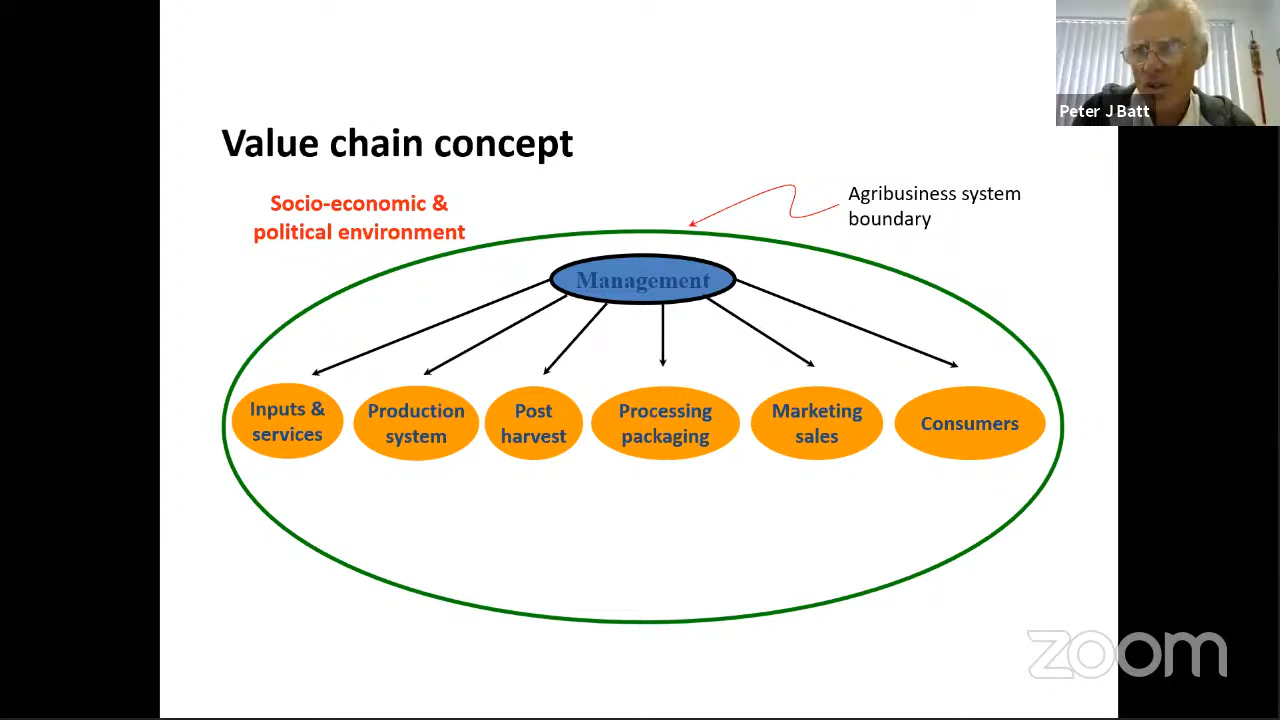 Peter J Batt
Value chain concept
Socio-economic &
political environment
Agribusiness system
boundary
Management
Inputs &
services
Production
system
Post
harvest
Processing
packaging
Marketing
sales
Consumers
zoom